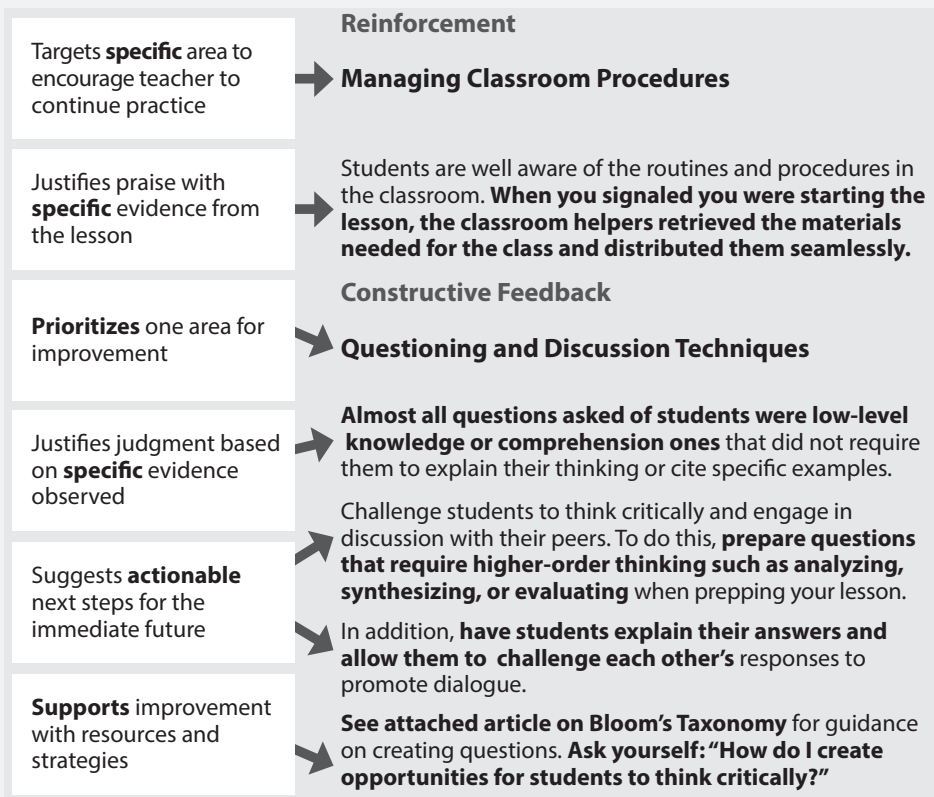 Targets specific area to
encourage teacher to
continue practice
Reinforcement
Managing Classroom Procedures
Justifies praise with
specific evidence from
the lesson
Students are well aware of the routines and procedures in
the classroom. When you signaled you were starting the
lesson, the classroom helpers retrieved the materials
needed for the class and distributed them seamlessly.
Prioritizes one area for
improvement
Constructive Feedback
Questioning and Discussion Techniques
Justifies judgment based
on specific evidence
observed
Almost all questions asked of students were low-level
knowledge or comprehension ones that did not require
them to explain their thinking or cite specific examples.
Suggests actionable
next steps for the
immediate future
Challenge students to think critically and engage in
discussion with their peers. To do this, prepare questions
that require higher-order thinking such as analyzing,
synthesizing, or evaluating when prepping your lesson.
In addition, have students explain their answers and
allow them to challenge each other's responses to
promote dialogue.
Supports improvement
with resources and
strategies
See attached article on Bloom's Taxonomy for guidance
on creating questions. Ask yourself: "How do I create
opportunities for students to think critically?"